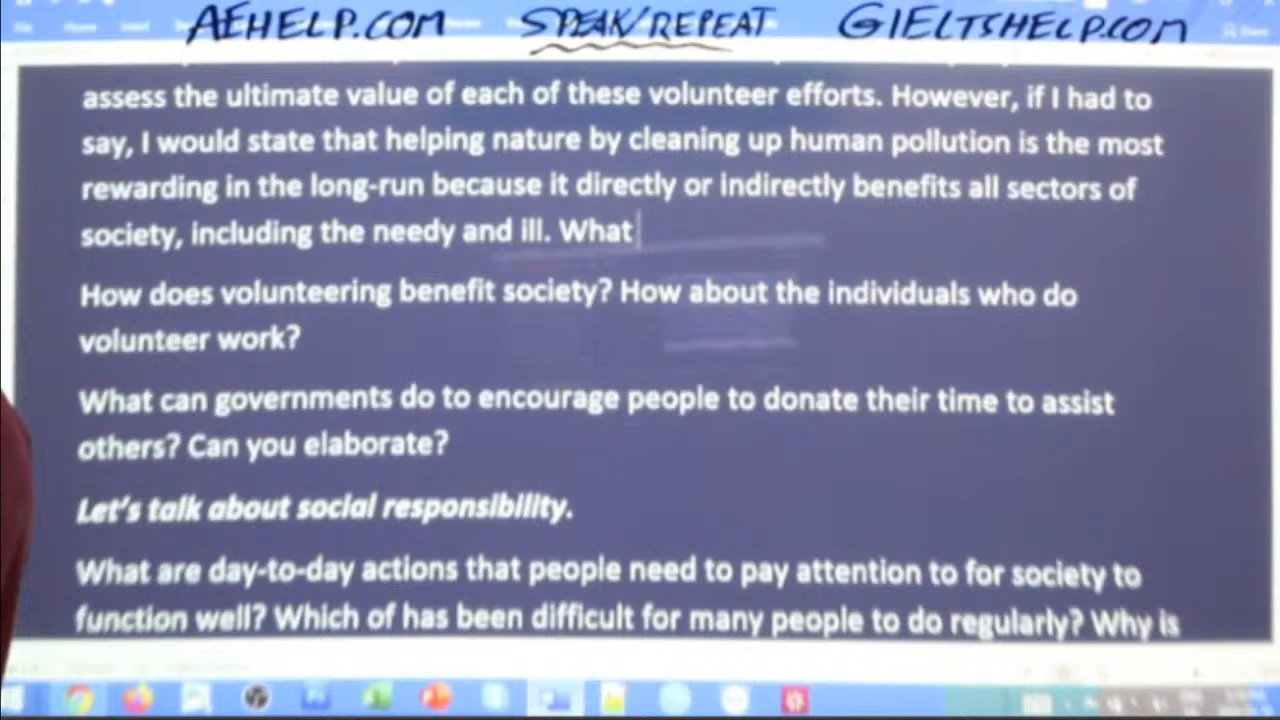 AEHELP.COM SPEAK/REPEAT GIELTSHELP.COM
assess the ultimate value of each of these volunteer efforts. However, if I had to
say, I would state that helping nature by cleaning up human pollution is the most
rewarding in the long-run because it directly or indirectly benefits all sectors of
society, including the needy and ill. What
How does volunteering benefit society? How about the individuals who do
volunteer work?
What can governments do to encourage people to donate their time to assist
others? Can you elaborate?
Let's talk about social responsibility.
What are day-to-day actions that people need to pay attention to for society to
function well? Which of has been difficult for many people to do regularly? Why is